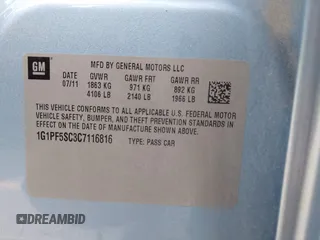 GM
MFD BY GENERAL MOTORS LLC
DATE GVWR GAWR FRT GAWR RR
07/11 1863 KG 971 KG 892 KG
4108 LB 2140 LB 1966 LB
THIS VEHICLE CONFORMS TO ALL APPLICABLE U.S. FEDERAL MOTOR
VEHICLE SAFETY, BUMPER, AND THEFT PREVENTION STANDARDS
IN EFFECT ON THE DATE OF MANUFACTURE SHOWN ABOVE.
1G1PF5SC3C7116816 TYPE: PASS CAR
DREAMBID